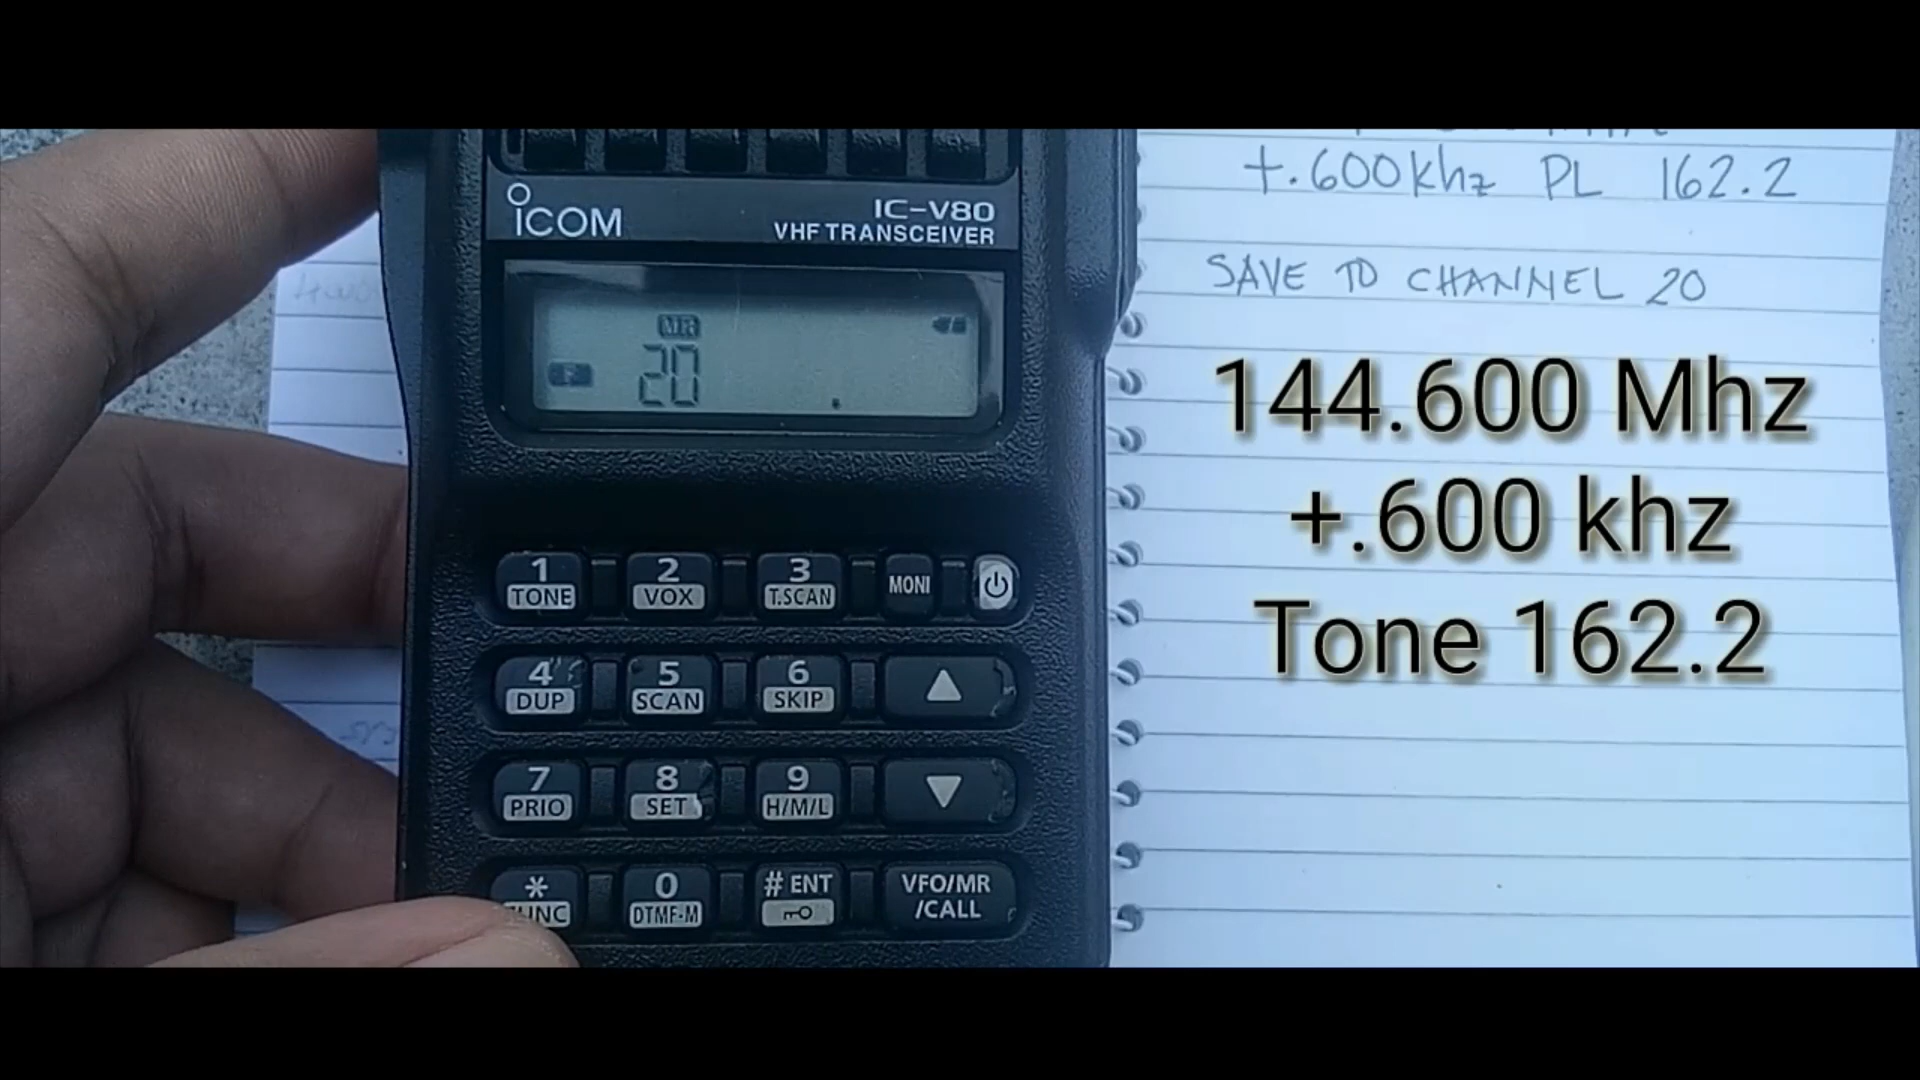 ICOM
IC-V80
VHF TRANSCEIVER
MR
F
20
1
TONE
2
VOX
3
T.SCAN
MONI
4
DUP
5
SCAN
6
SKIP
7
PRIO
8
SET
9
H/M/L
*
0
DTMF-M
# ENT
VFO/MR
/CALL
+.600khz PL 162.2
SAVE TO CHANNEL 20
144.600 Mhz
+.600 khz
Tone 162.2